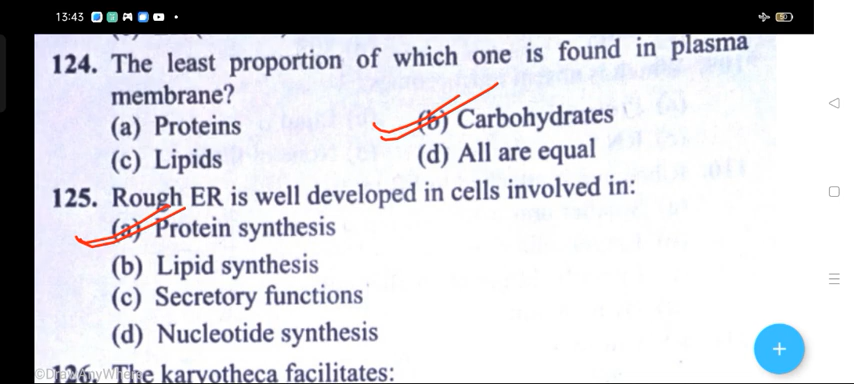 13:43
124. The least proportion of which one is found in plasma
membrane?
(a) Proteins
(b) Carbohydrates
(c) Lipids
(d) All are equal
125. Rough ER is well developed in cells involved in:
(a) Protein synthesis
(b) Lipid synthesis
(c) Secretory functions
(d) Nucleotide synthesis
126. The karyotheca facilitates:
+